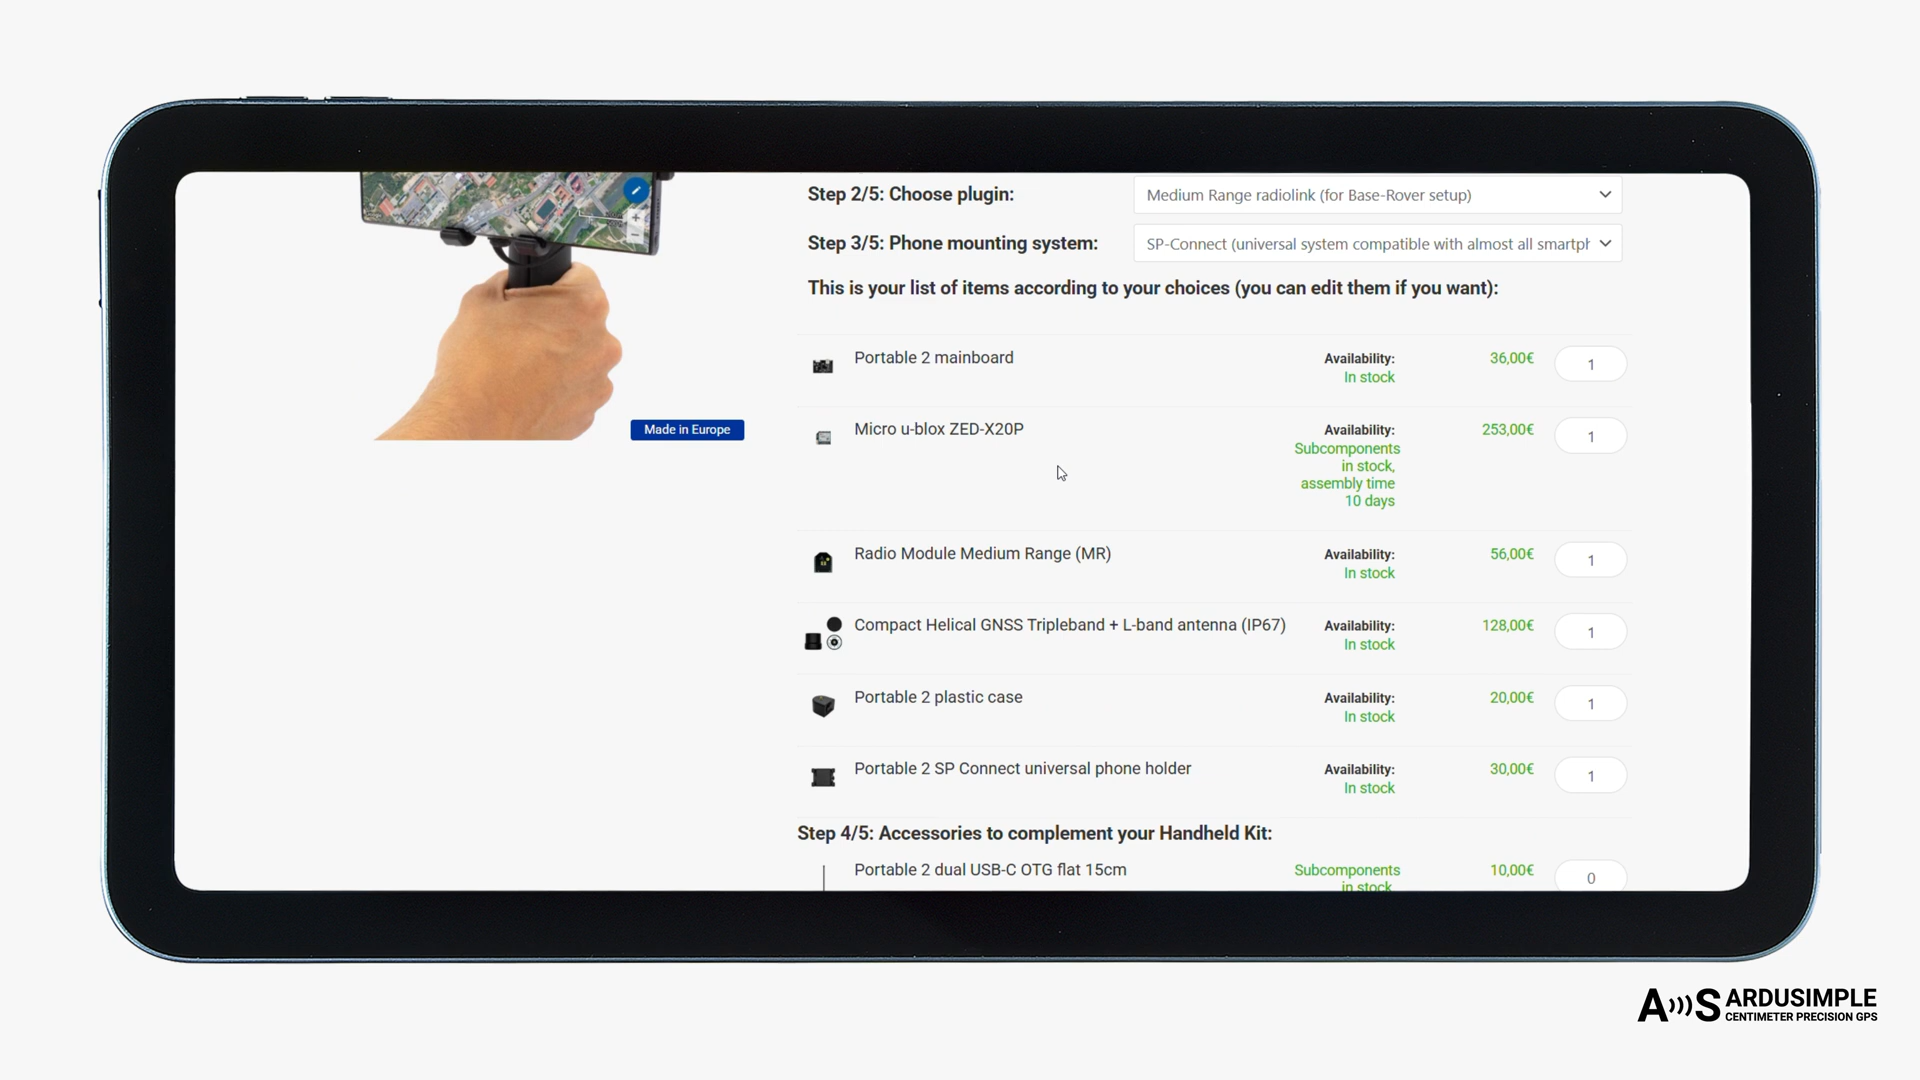 Step 2/5: Choose plugin:
Medium Range radiolink (for Base-Rover setup)
Step 3/5: Phone mounting system:
SP-Connect (universal system compatible with almost all smartph
This is your list of items according to your choices (you can edit them if you want):
Portable 2 mainboard
Availability:
In stock
36,00€
1
Micro u-blox ZED-X20P
Availability:
Subcomponents
in stock,
assembly time
10 days
253,00€
1
Radio Module Medium Range (MR)
Availability:
In stock
56,00€
1
Compact Helical GNSS Tripleband + L-band antenna (IP67)
Availability:
In stock
128,00€
1
Portable 2 plastic case
Availability:
In stock
20,00€
1
Portable 2 SP Connect universal phone holder
Availability:
In stock
30,00€
1
Step 4/5: Accessories to complement your Handheld Kit:
Portable 2 dual USB-C OTG flat 15cm
Subcomponents
in stock
10,00€
0
Made in Europe
A S ARDUSIMPLE
CENTIMETER PRECISION GPS